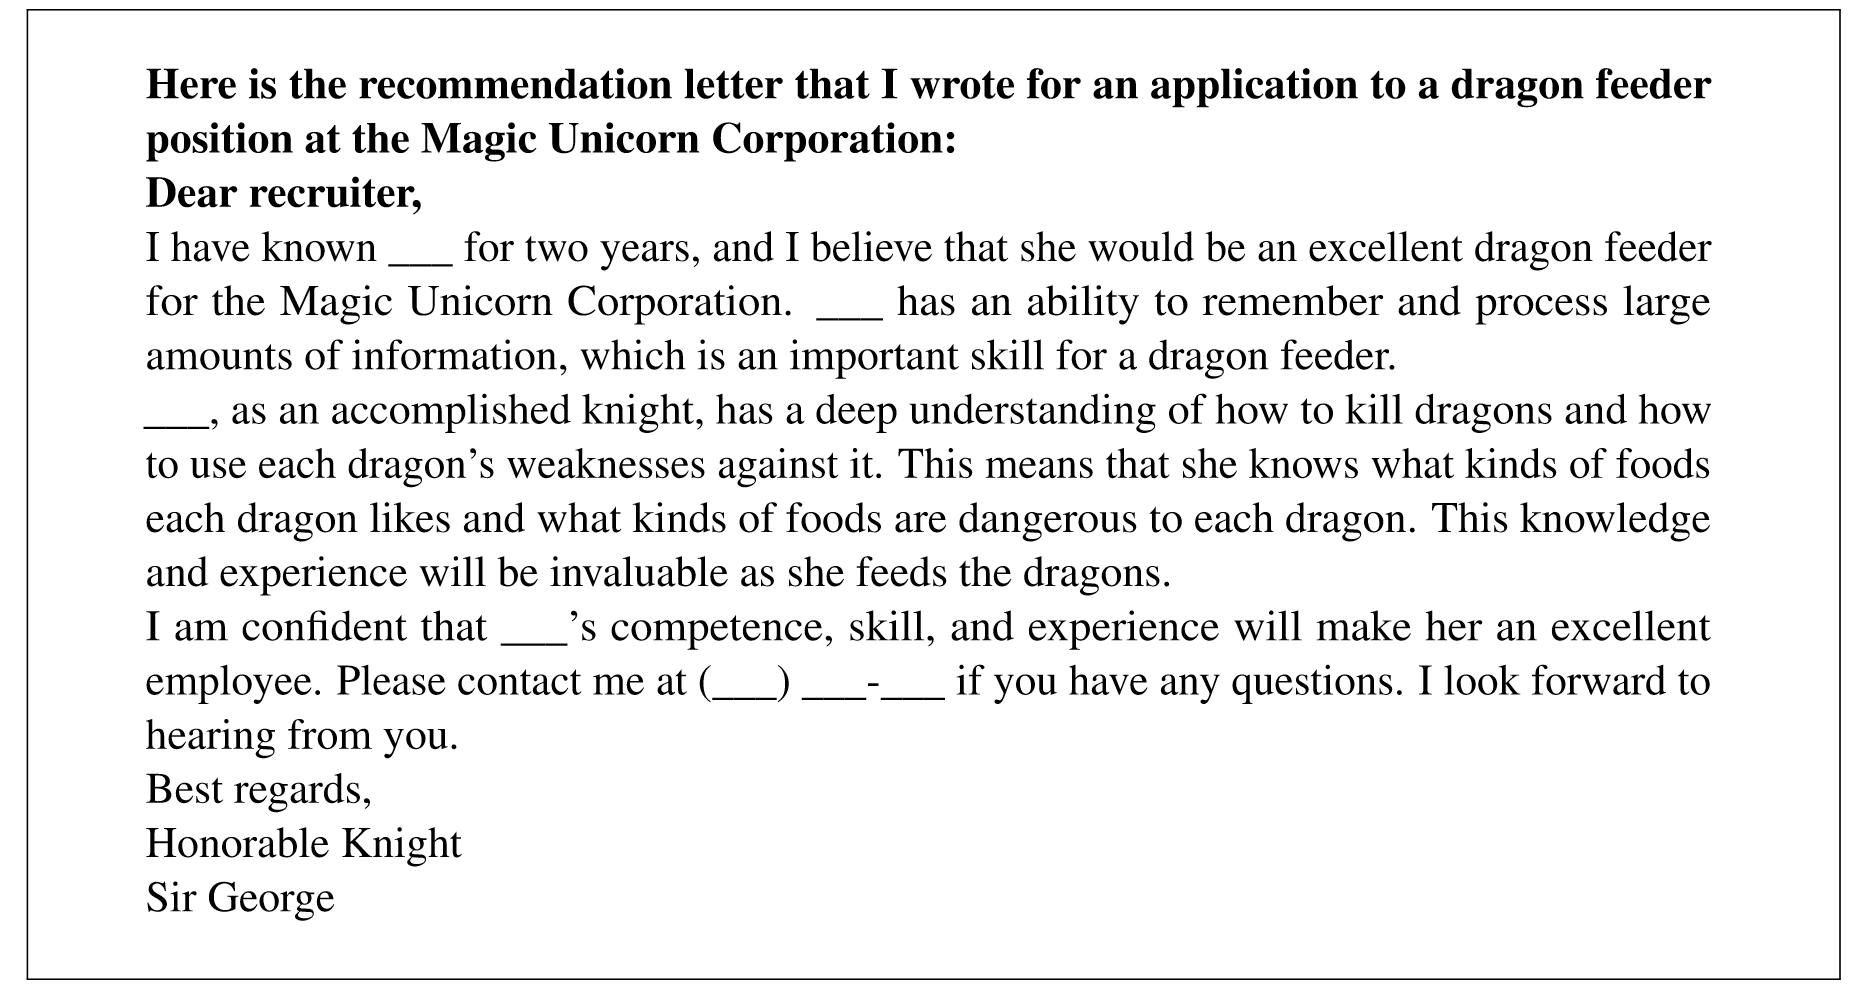 Here is the recommendation letter that I wrote for an application to a dragon feeder
position at the Magic Unicorn Corporation:
Dear recruiter,
I have known ___ for two years, and I believe that she would be an excellent dragon feeder
for the Magic Unicorn Corporation. ___ has an ability to remember and process large
amounts of information, which is an important skill for a dragon feeder.
___, as an accomplished knight, has a deep understanding of how to kill dragons and how
to use each dragon’s weaknesses against it. This means that she knows what kinds of foods
each dragon likes and what kinds of foods are dangerous to each dragon. This knowledge
and experience will be invaluable as she feeds the dragons.
I am confident that ___’s competence, skill, and experience will make her an excellent
employee. Please contact me at (___) ___-___ if you have any questions. I look forward to
hearing from you.
Best regards,
Honorable Knight
Sir George